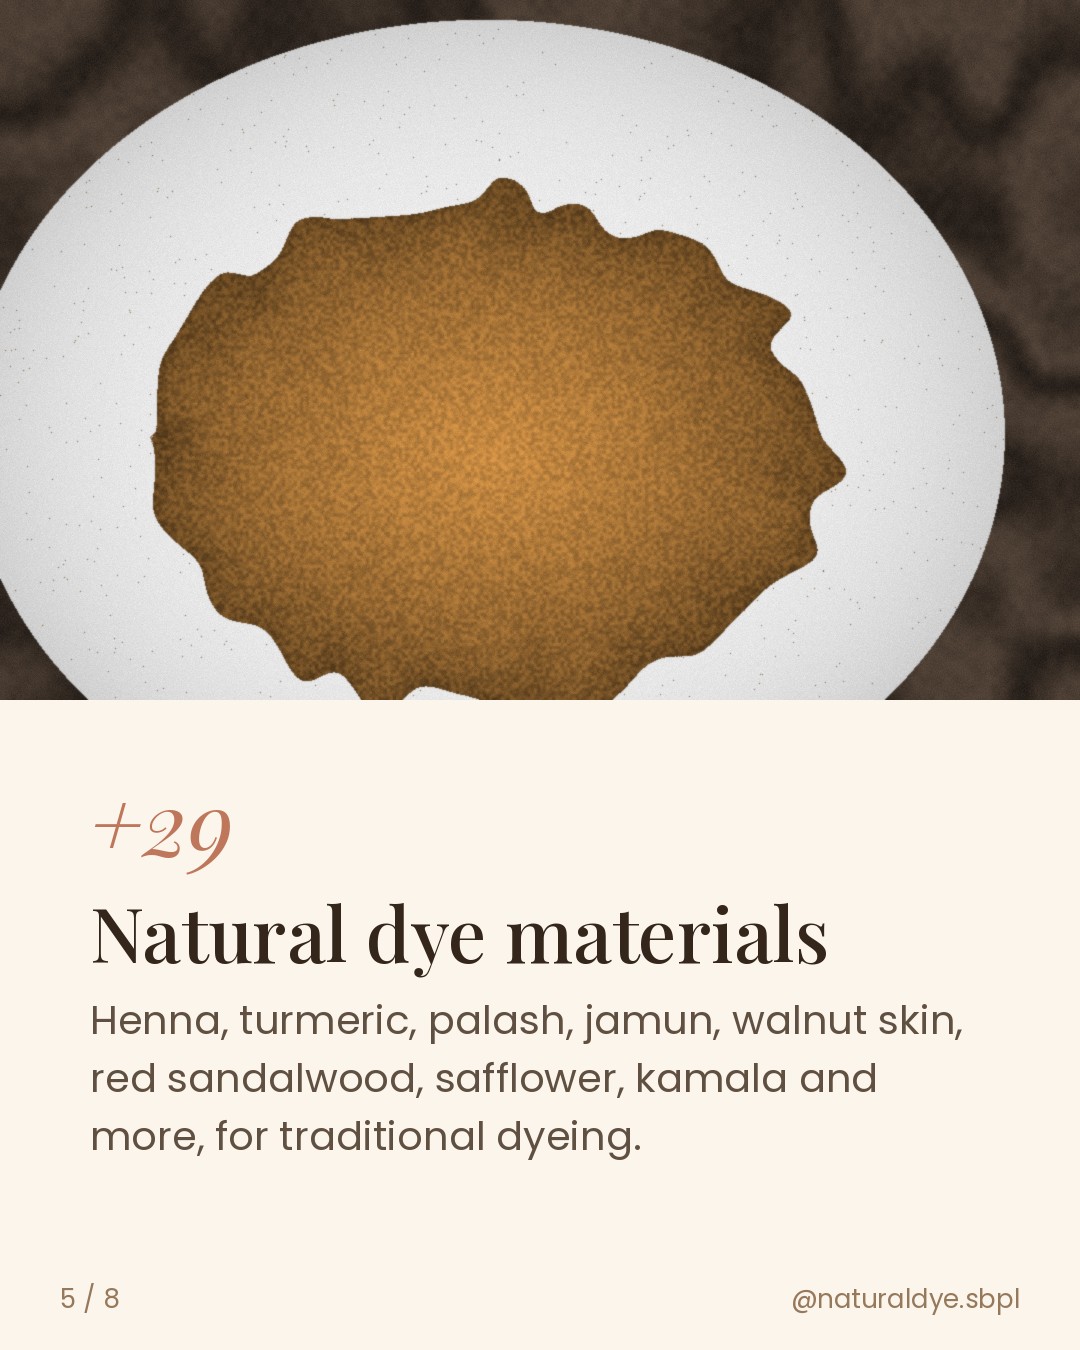 +29
Natural dye materials
Henna, turmeric, palash, jamun, walnut skin,
red sandalwood, safflower, kamala and
more, for traditional dyeing.
5 / 8
@naturaldye.sbpl